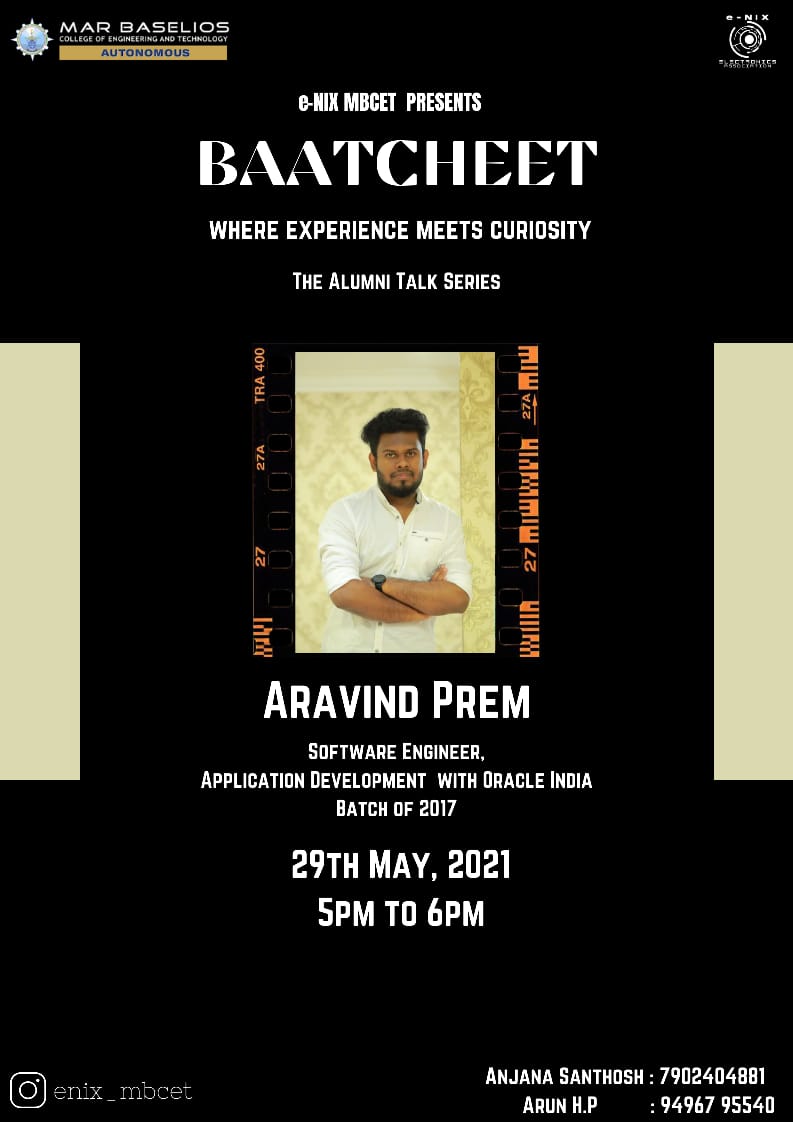 MAR BASELIOS
COLLEGE OF ENGINEERING AND TECHNOLOGY
AUTONOMOUS
e-NIX
ELECTRONICS
ASSOCIATION
e-NIX MBCET PRESENTS
BAATCHEET
WHERE EXPERIENCE MEETS CURIOSITY
THE ALUMNI TALK SERIES
TRA 400
27A
27
27A
27
ARAVIND PREM
SOFTWARE ENGINEER,
APPLICATION DEVELOPMENT WITH ORACLE INDIA
BATCH OF 2017
29TH MAY, 2021
5PM TO 6PM
enix_mbcet
ANJANA SANTHOSH : 7902404881
ARUN H.P : 94967 95540